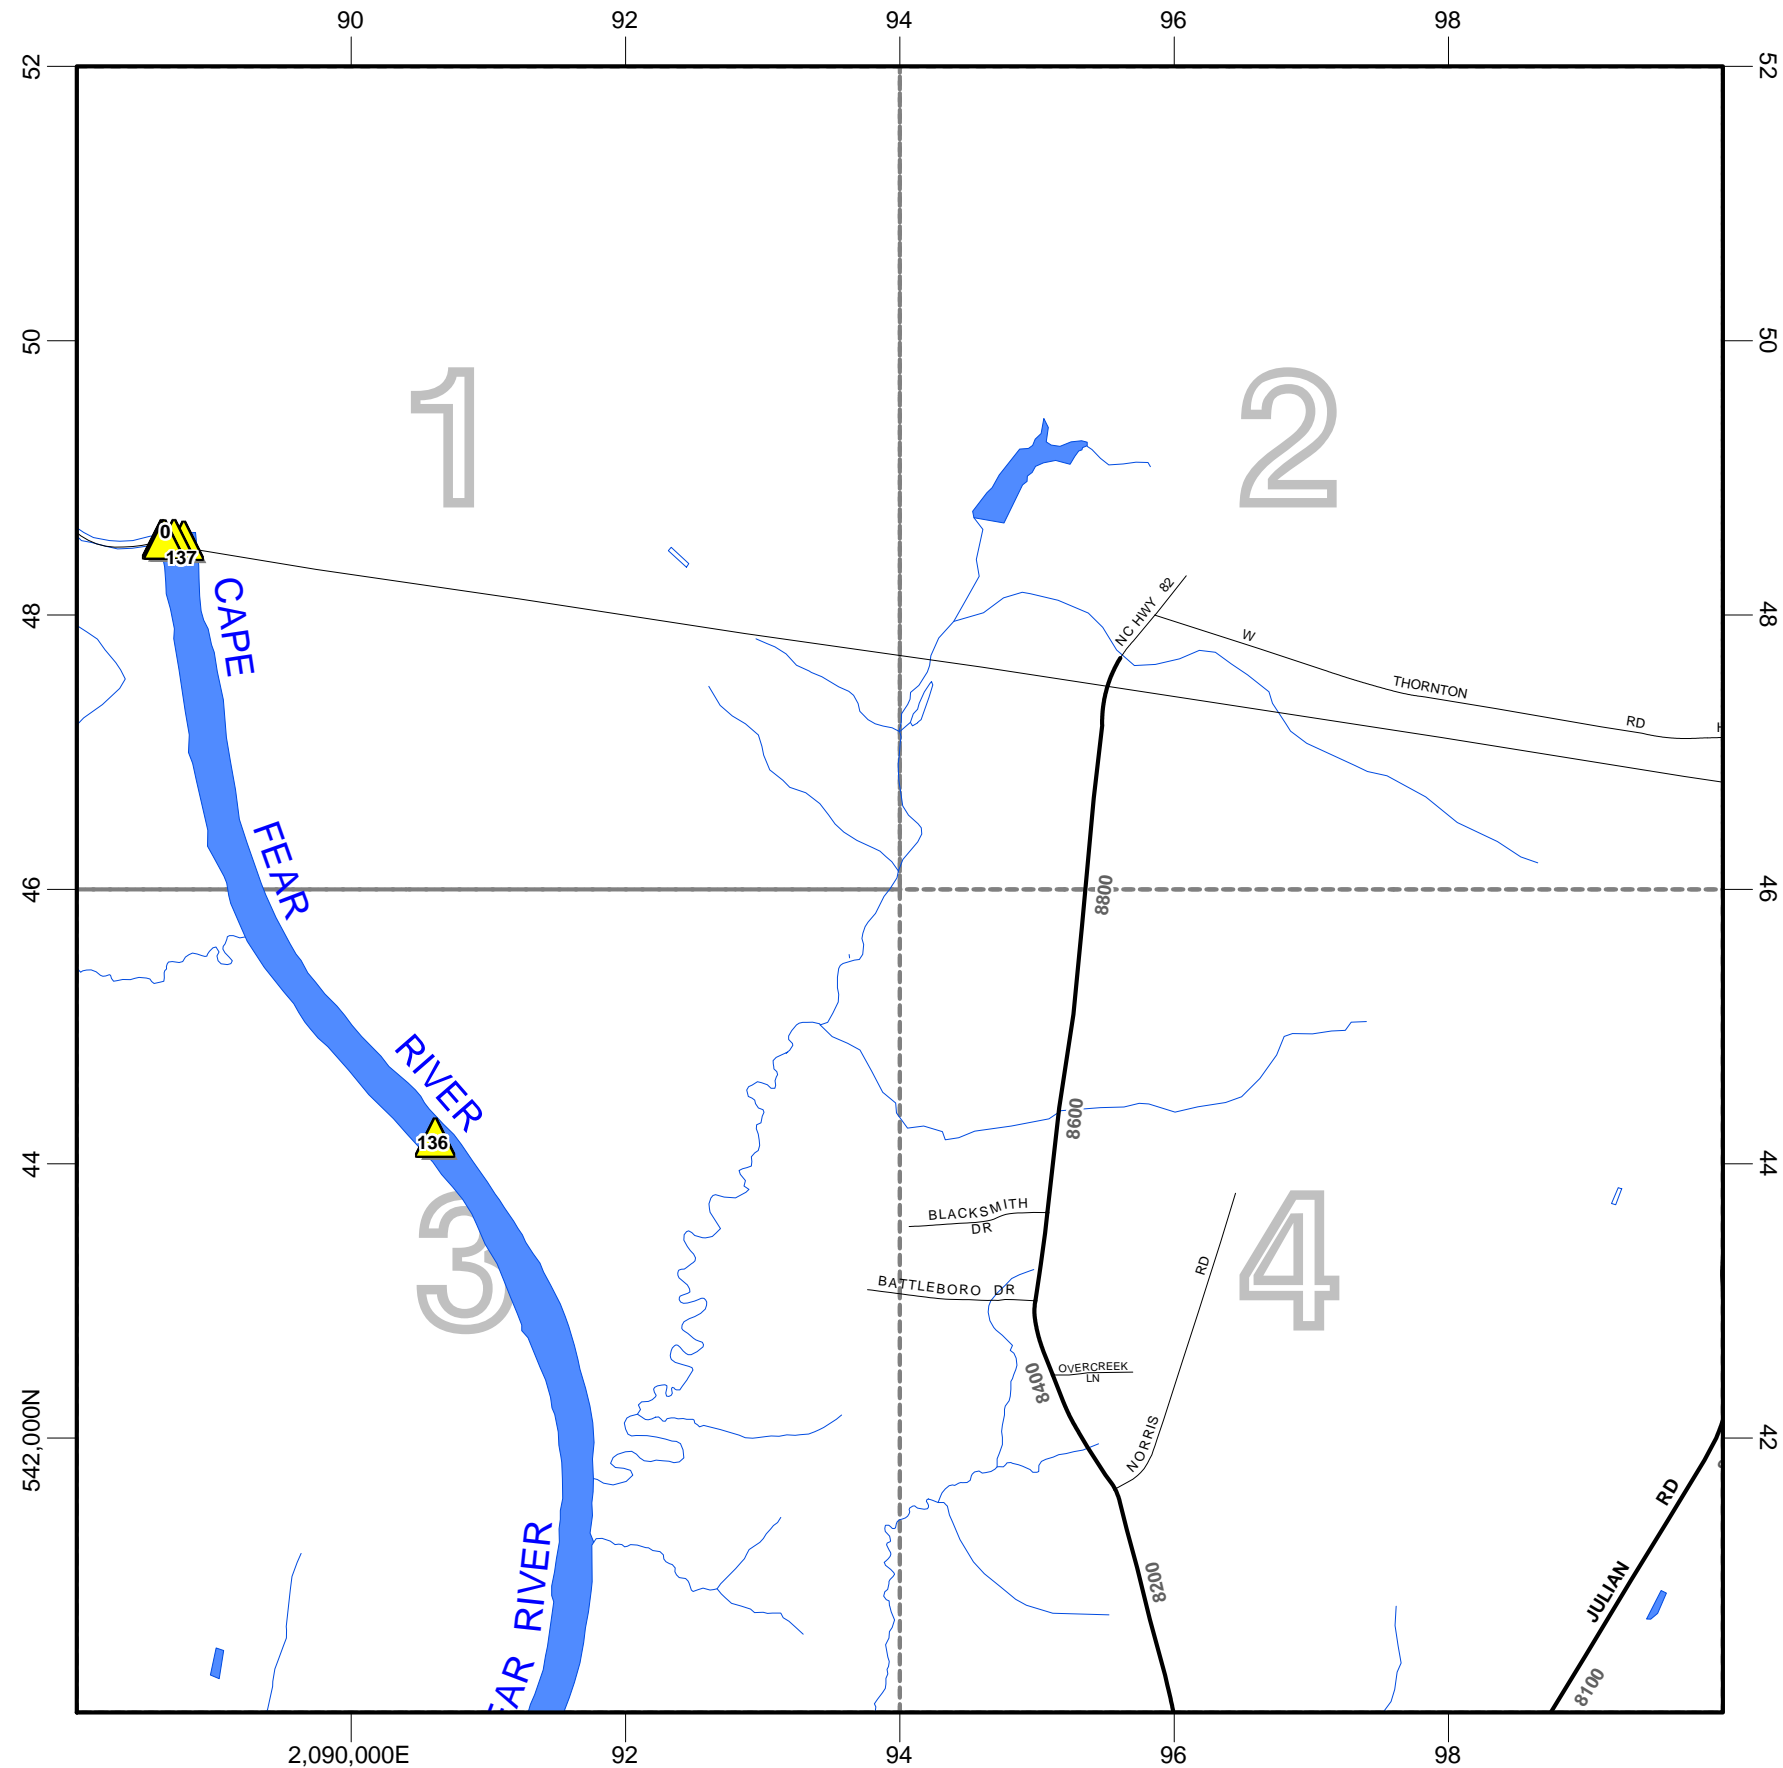 90 92 94 96 98
52 52
50 50
1 2
0
137
CAPE
48 48
NC HWY 82
W THORNTON RD
FEAR
46 46
8800
RIVER
136
8600
44 44
3 4
BLACKSMITH
DR
BATTLEBORO DR
RD
OVERCREEK
LN
8400
NORRIS
542,000N 42
RD
JULIAN
8200
EAR RIVER
8100
2,090,000E 92 94 96 98